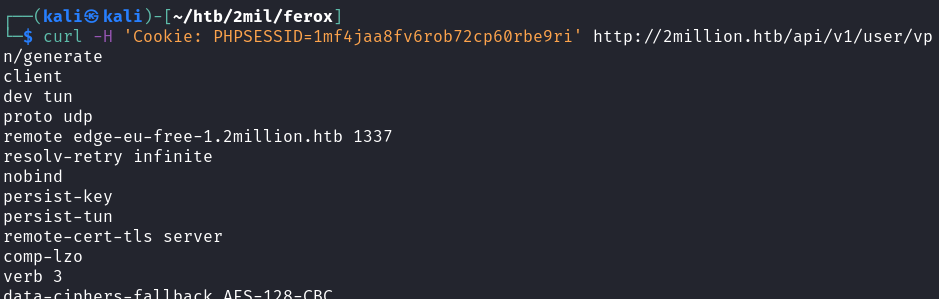 ┌──(kali㉿kali)-[~/htb/2mil/ferox]
└─$ curl -H 'Cookie: PHPSESSID=1mf4jaa8fv6rob72cp60rbe9ri' http://2million.htb/api/v1/user/vp
n/generate
client
dev tun
proto udp
remote edge-eu-free-1.2million.htb 1337
resolv-retry infinite
nobind
persist-key
persist-tun
remote-cert-tls server
comp-lzo
verb 3
data-ciphers-fallback AES-128-CBC